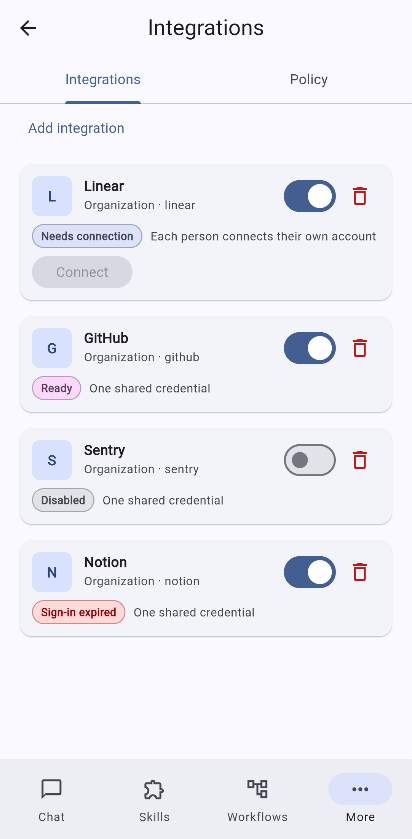 Integrations
Integrations
Policy
Add integration
L
Linear
Organization · linear
Needs connection
Each person connects their own account
Connect
G
GitHub
Organization · github
Ready
One shared credential
S
Sentry
Organization · sentry
Disabled
One shared credential
N
Notion
Organization · notion
Sign-in expired
One shared credential
Chat
Skills
Workflows
More